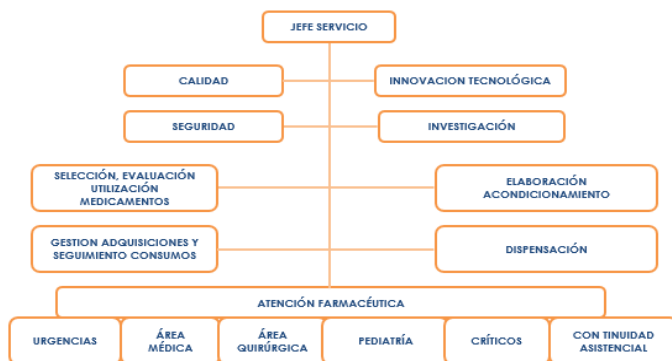 JEFE SERVICIO
CALIDAD
INNOVACION TECNOLÓGICA
SEGURIDAD
INVESTIGACIÓN
SELECCIÓN, EVALUACIÓN
UTILIZACIÓN
MEDICAMENTOS
ELABORACIÓN
ACONDICIONAMIENTO
GESTION ADQUISICIONES Y
SEGUIMIENTO CONSUMOS
DISPENSACIÓN
ATENCIÓN FARMACÉUTICA
URGENCIAS
ÁREA
MÉDICA
ÁREA
QUIRÚRGICA
PEDIATRÍA
CRÍTICOS
CON TINUIDAD
ASISTENCIAL